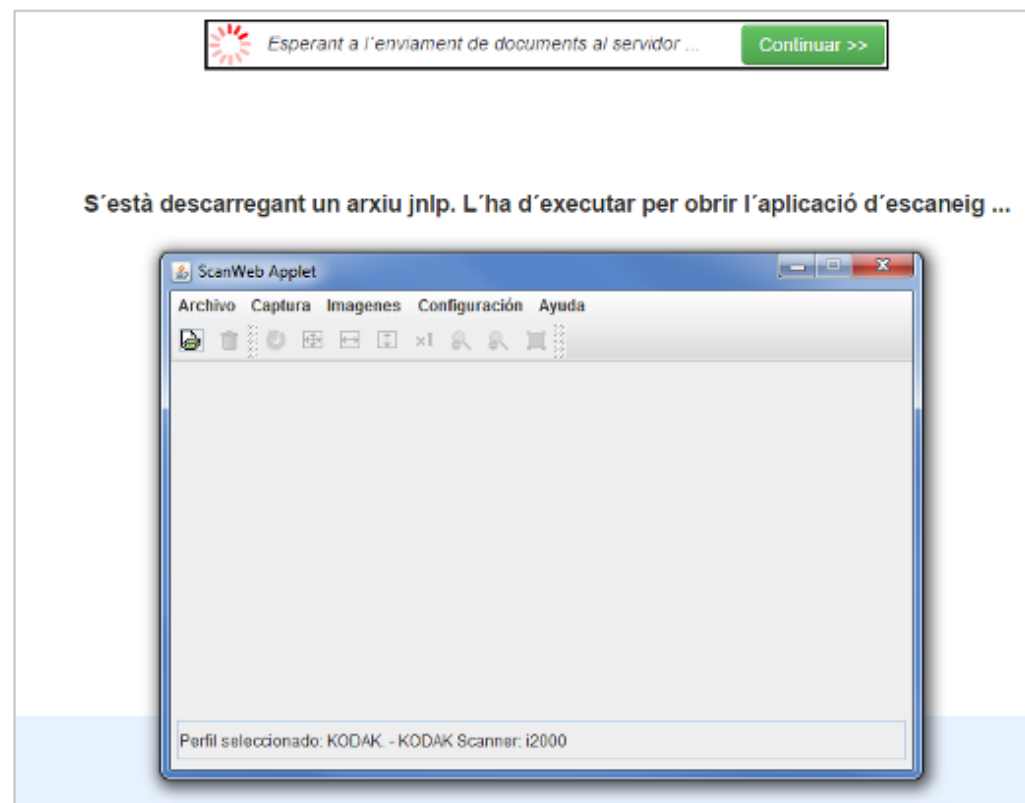 Esperant a l´enviament de documents al servidor ...
Continuar >>
S´està descarregant un arxiu jnlp. L´ha d´executar per obrir l´aplicació d´escaneig ...
ScanWeb Applet
Archivo Captura Imagenes Configuración Ayuda
x1
Perfil seleccionado: KODAK. - KODAK Scanner: i2000